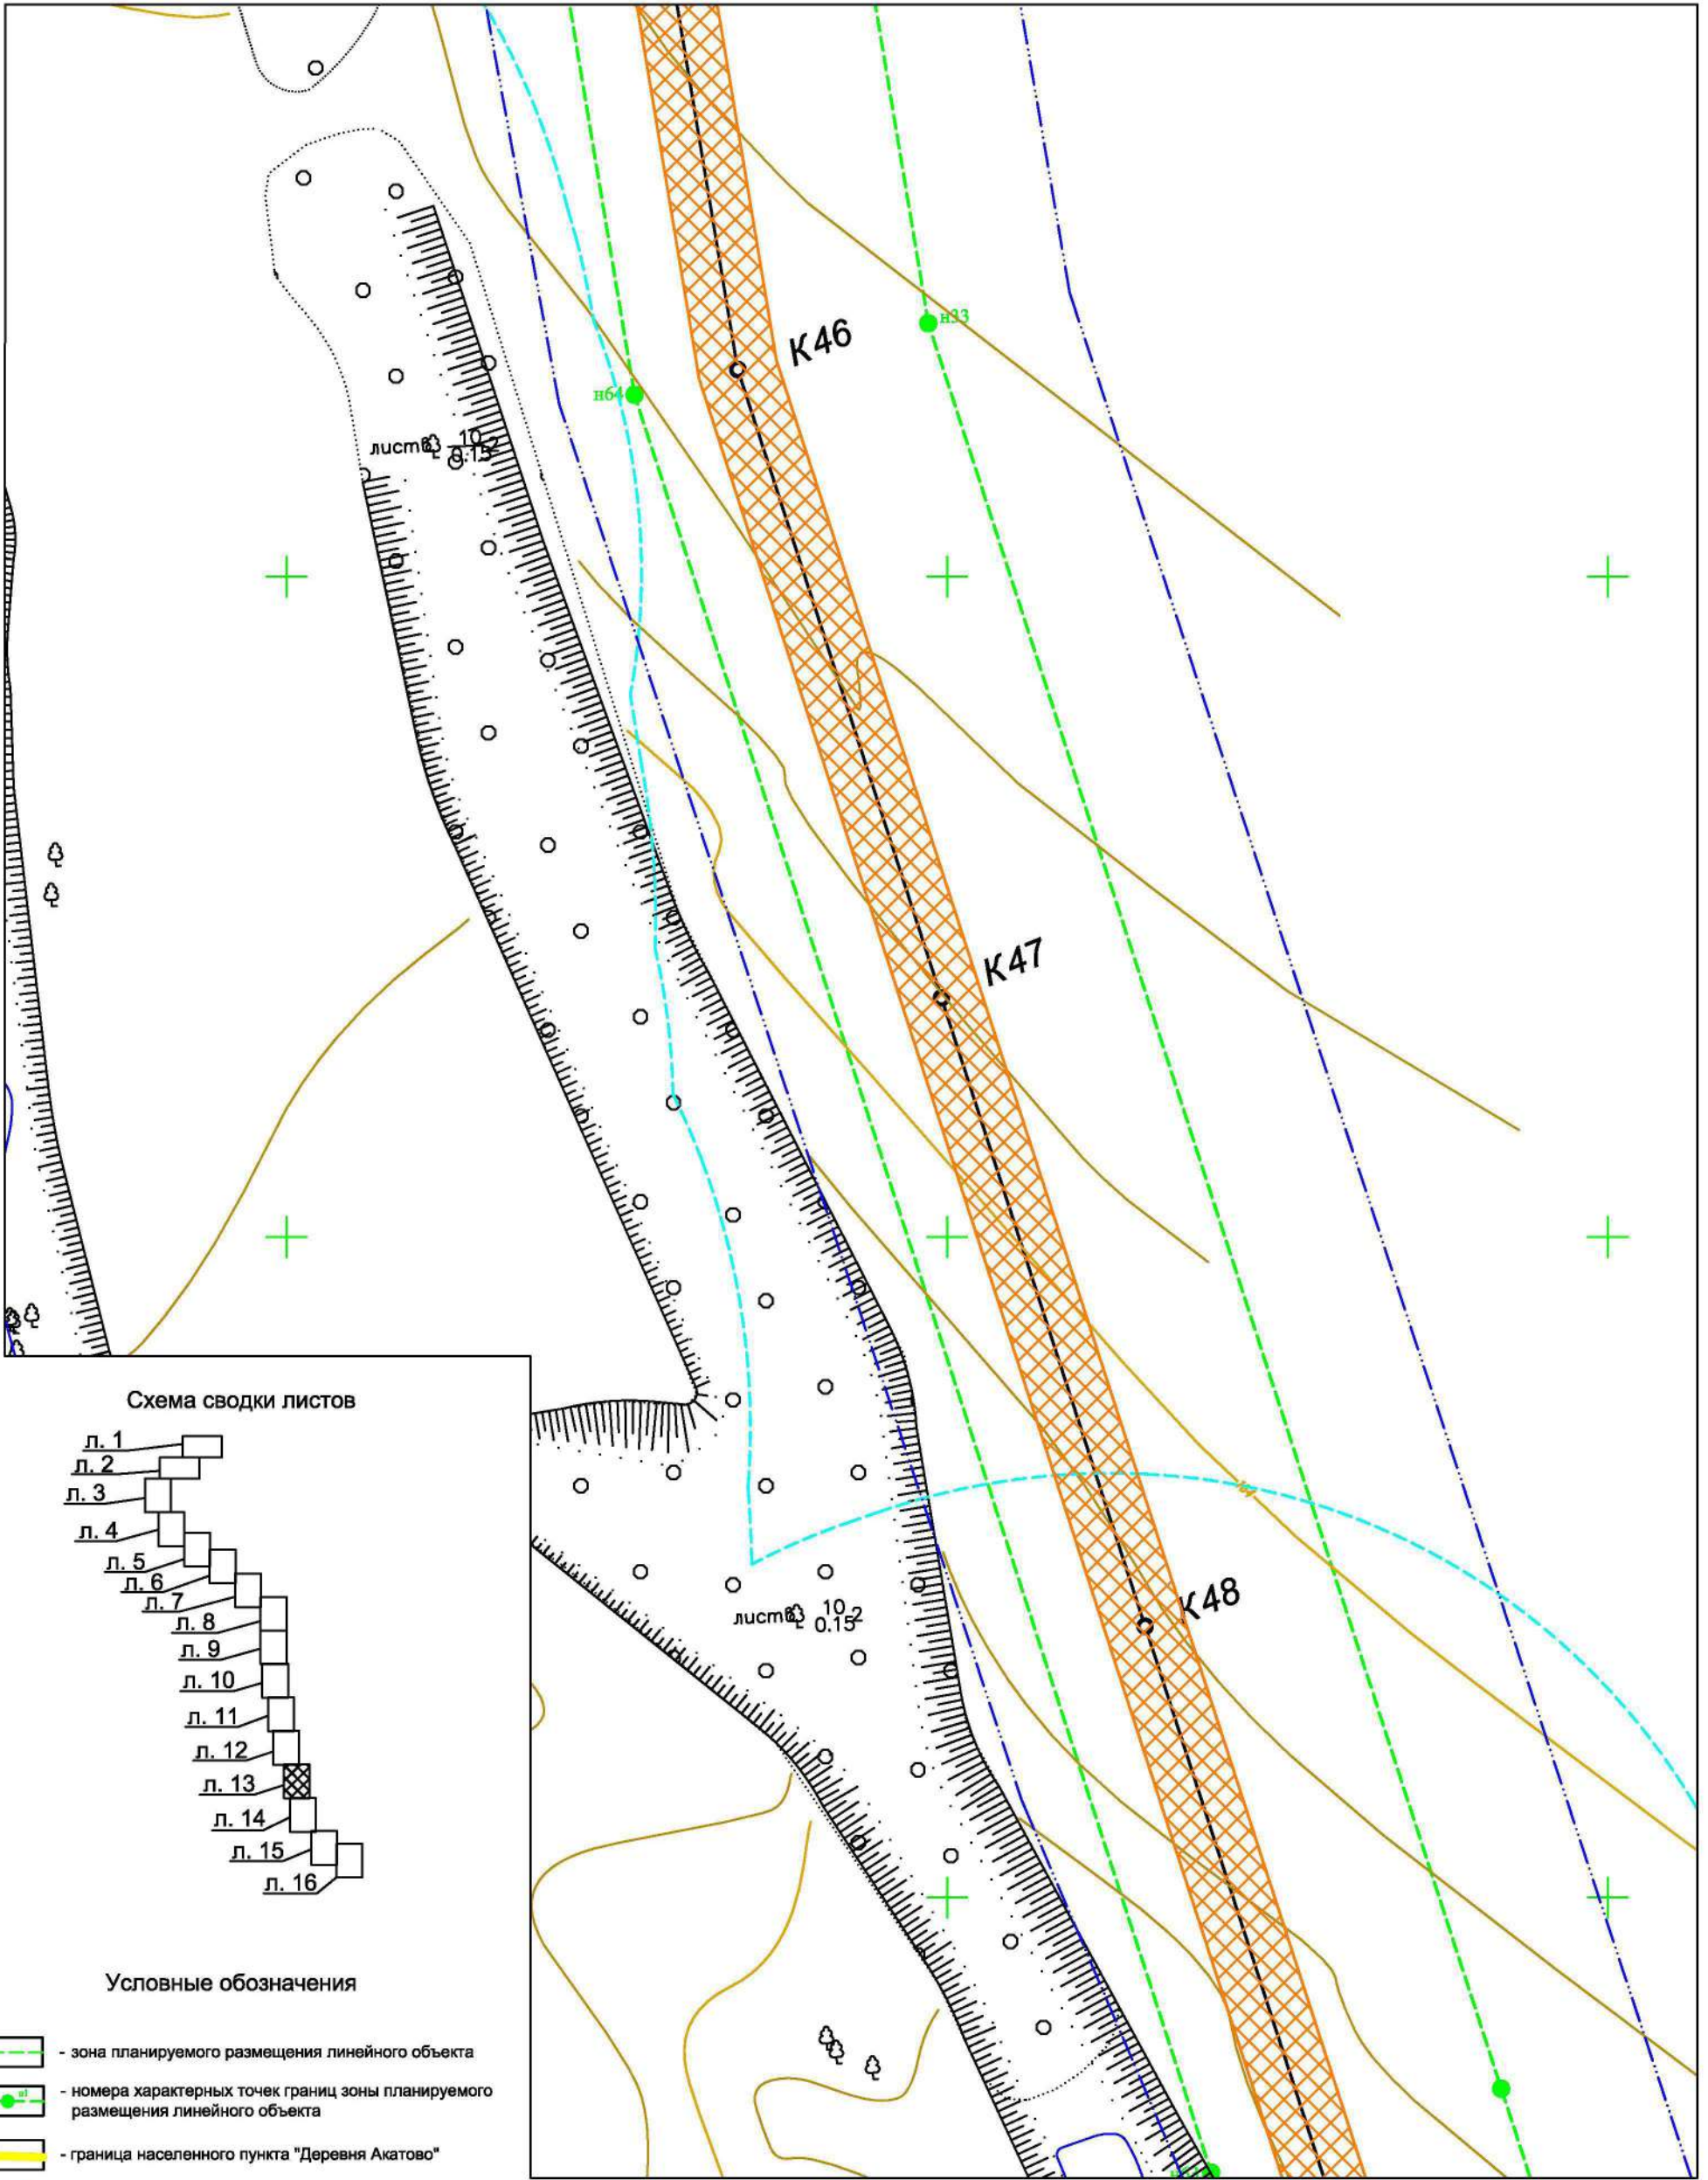 К46
н33
н64
10
листв 2
0.15
К47
К48
10
листв 2
0.15
Схема сводки листов
л. 1
л. 2
л. 3
л. 4
л. 5
л. 6
л. 7
л. 8
л. 9
л. 10
л. 11
л. 12
л. 13
л. 14
л. 15
л. 16
Условные обозначения
- зона планируемого размещения линейного объекта
- номера характерных точек границ зоны планируемого
размещения линейного объекта
- граница населенного пункта "Деревня Акатово"